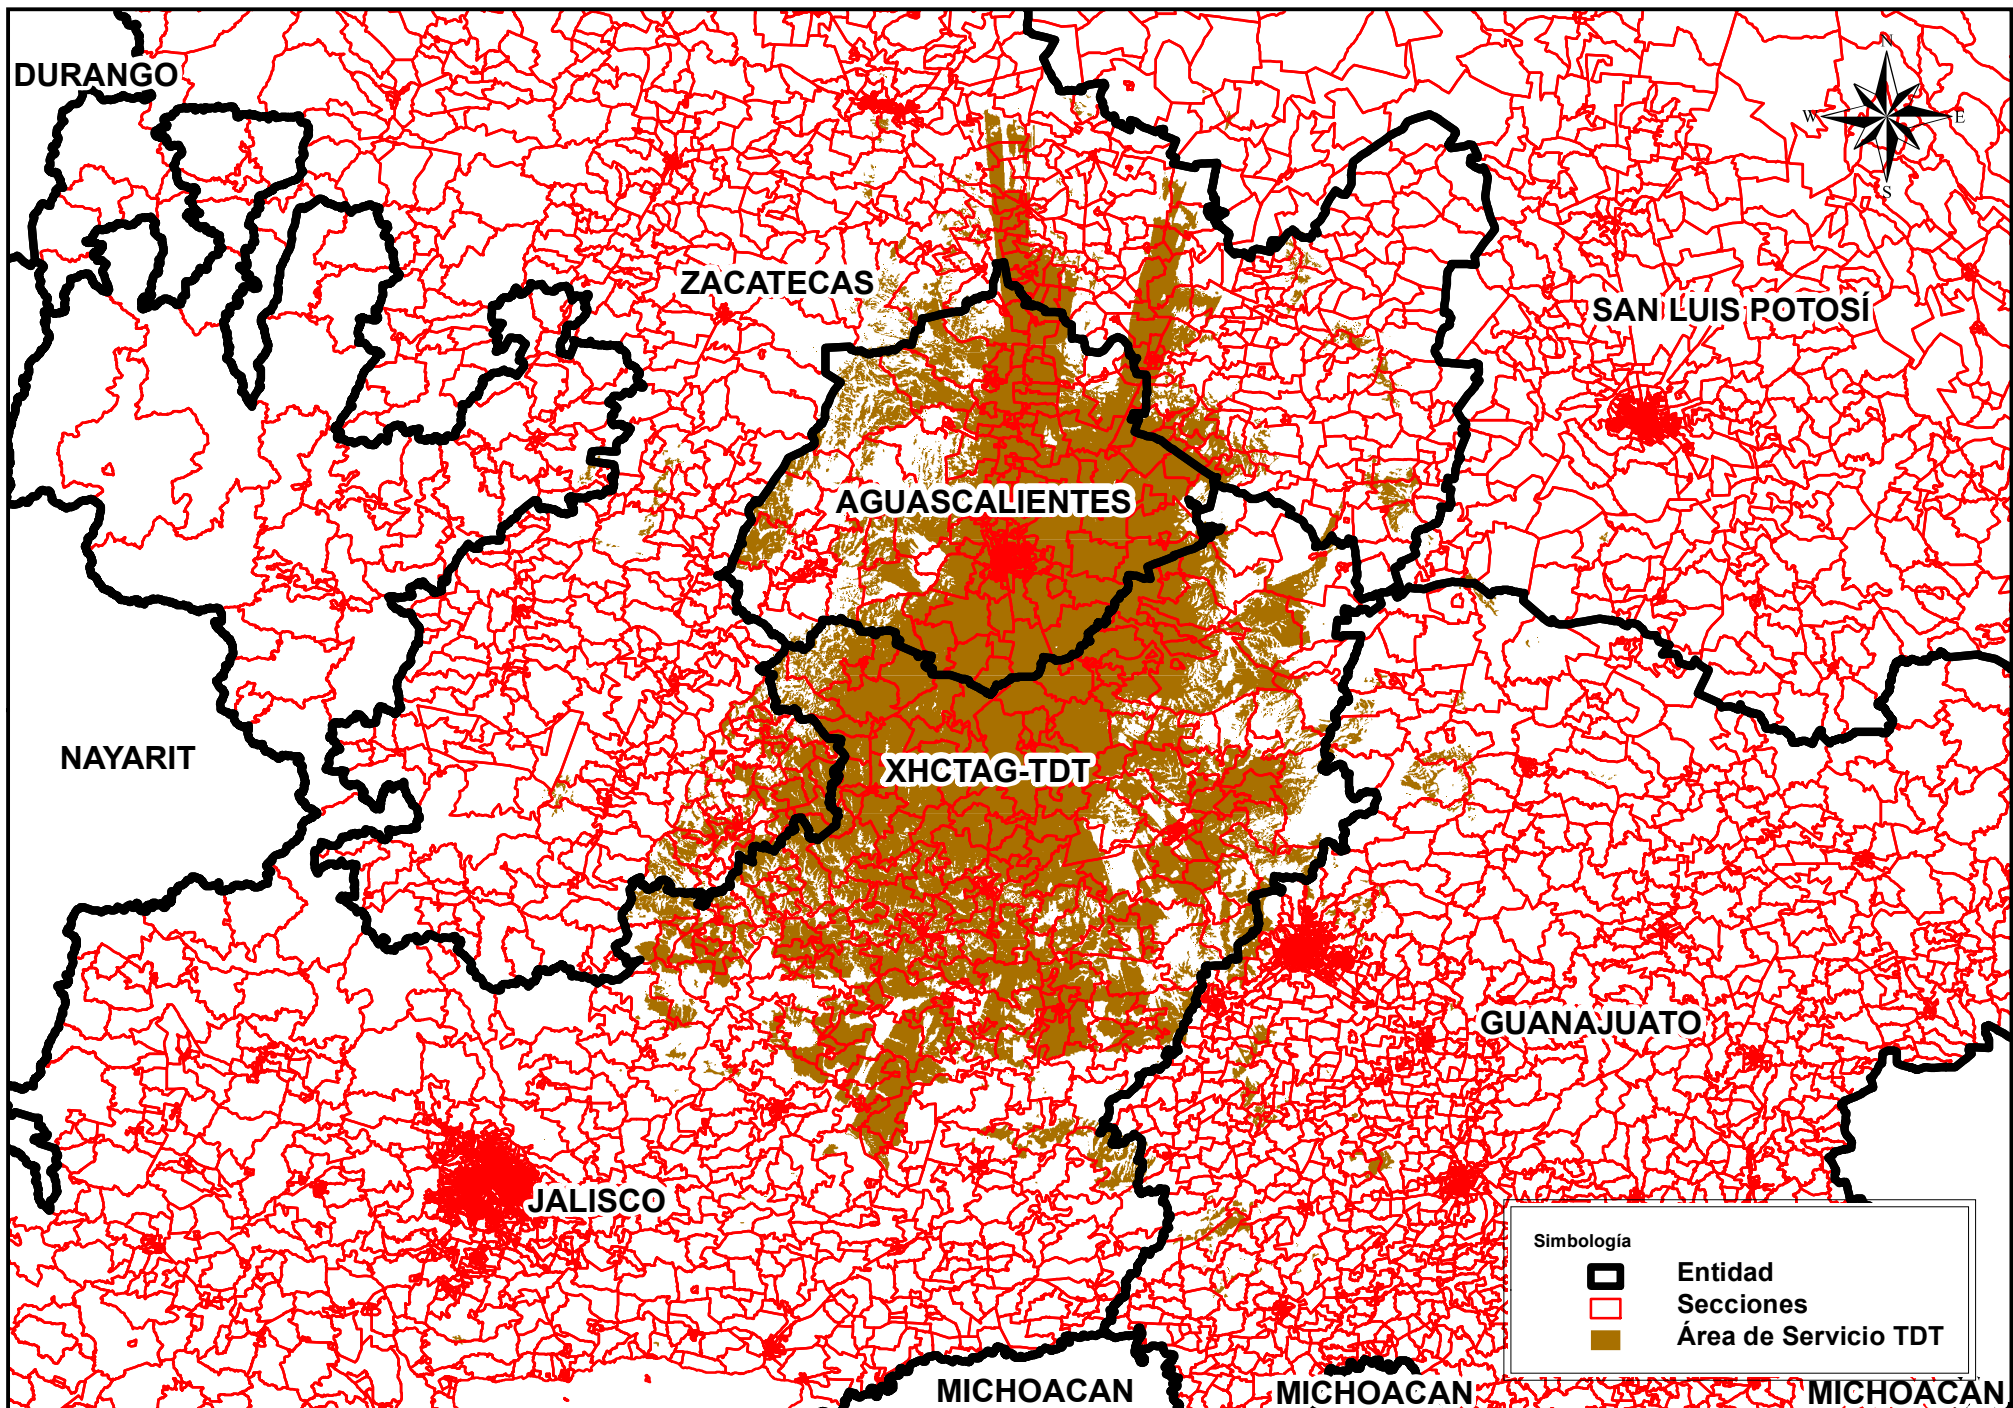 DURANGO
N
W
E
S
ZACATECAS
SAN LUIS POTOSÍ
AGUASCALIENTES
NAYARIT
XHCTAG-TDT
GUANAJUATO
JALISCO
Simbología
Entidad
Secciones
Área de Servicio TDT
MICHOACAN
MICHOACAN
MICHOACAN